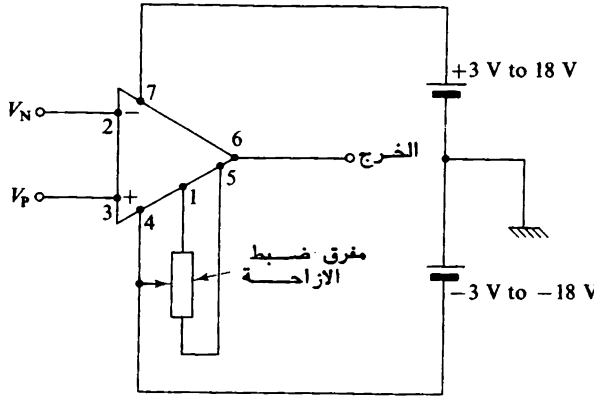 7
+3 V to 18 V
V_N
2
−
6
الخرج
5
V_P
3
+
4
1
مفرق ضبط
الازاحة
−3 V to −18 V